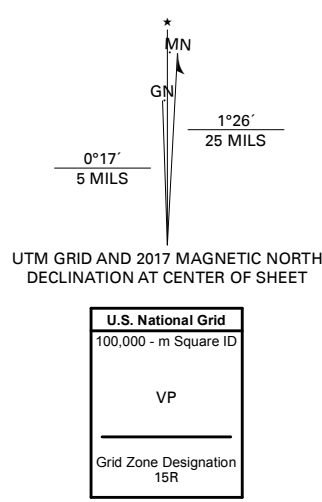 MN
GN
1°26´
25 MILS
0°17´
5 MILS
UTM GRID AND 2017 MAGNETIC NORTH
DECLINATION AT CENTER OF SHEET
U.S. National Grid
100,000 - m Square ID
VP
Grid Zone Designation
15R